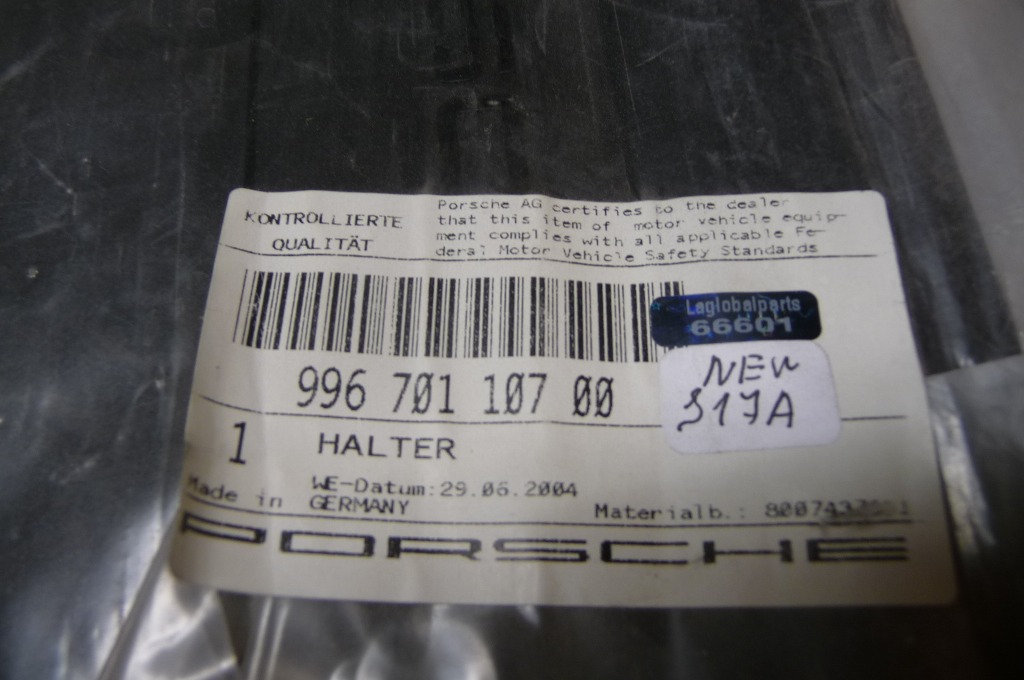 KONTROLLIERTE
QUALITÄT
Porsche AG certifies to the dealer
that this item of motor vehicle equip-
ment complies with all applicable Fe-
deral Motor Vehicle Safety Standards
Laglobalparts
66601
996 701 107 00
NEW
S17A
1 HALTER
WE-Datum:29.06.2004
Made in GERMANY
Materialb.:
PORSCHE